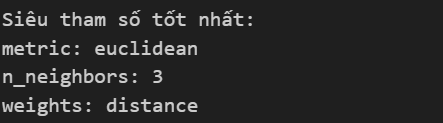 Siêu tham số tốt nhất:
metric: euclidean
n_neighbors: 3
weights: distance